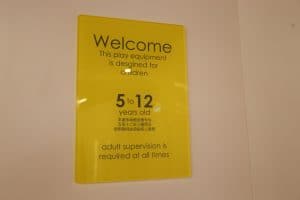 Welcome
This play equipment
is desgined for
children
5 to 12
years old
adult supervision is
required at all times